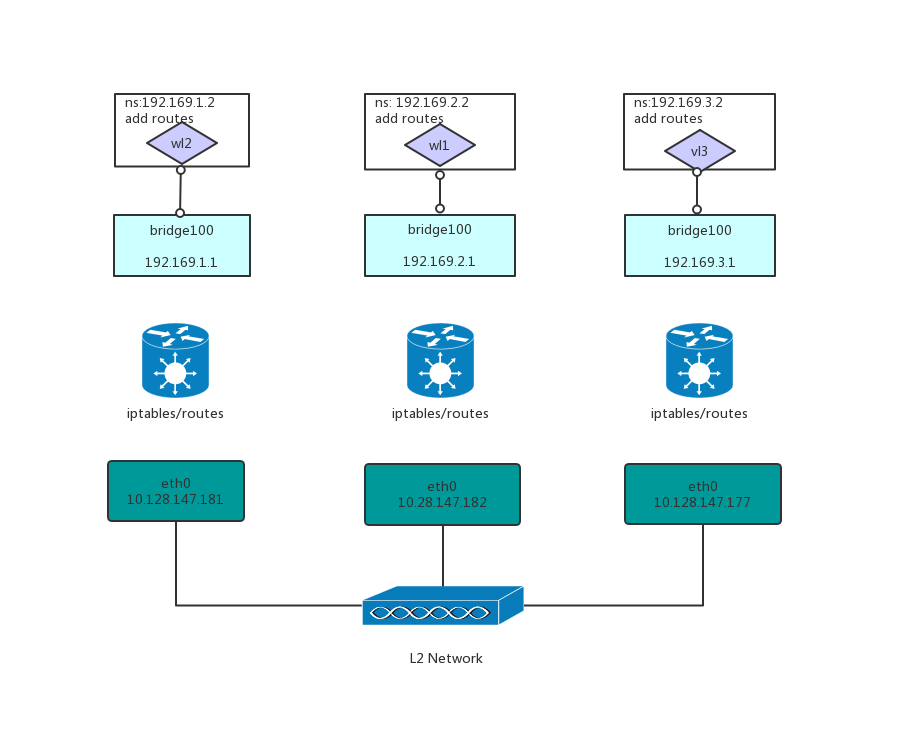 ns:192.169.1.2
add routes
wl2
ns: 192.169.2.2
add routes
wl1
ns:192.169.3.2
add routes
vl3
bridge100
192.169.1.1
bridge100
192.169.2.1
bridge100
192.169.3.1
iptables/routes
iptables/routes
iptables/routes
eth0
10.128.147.181
eth0
10.28.147.182
eth0
10.128.147.177
L2 Network